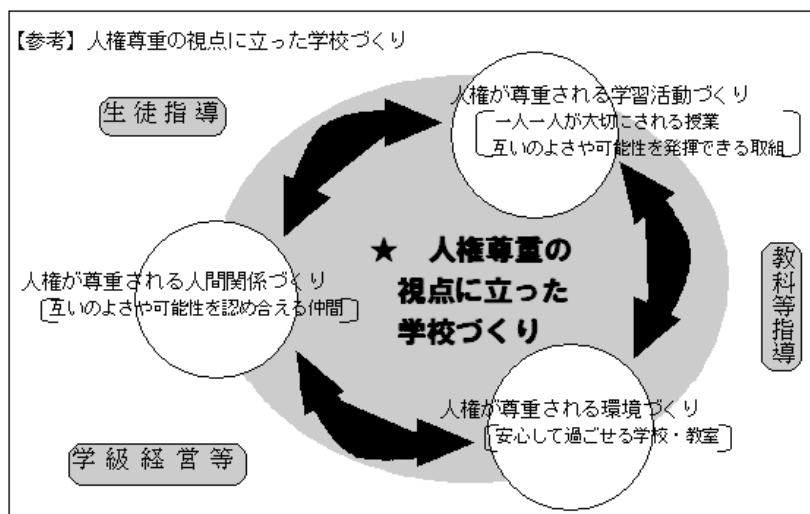 【参考】人権尊重の視点に立った学校づくり
生徒指導
人権が尊重される学習活動づくり
一人一人が大切にされる授業
互いのよさや可能性を発揮できる取組
★ 人権尊重の
視点に立った
学校づくり
人権が尊重される人間関係づくり
互いのよさや可能性を認め合える仲間
教科等指導
人権が尊重される環境づくり
安心して過ごせる学校・教室
学級経営等